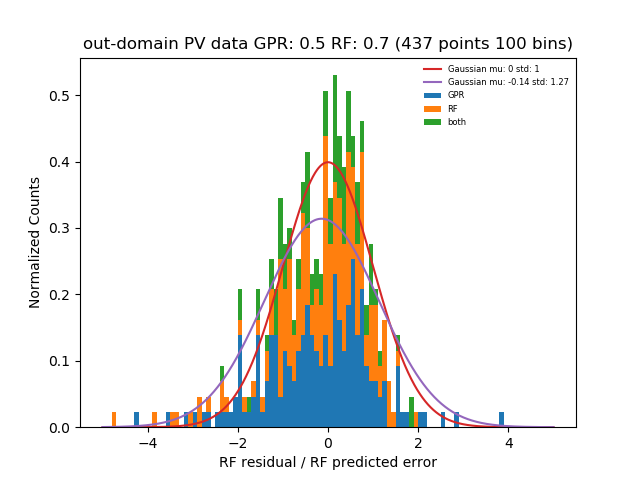 out-domain PV data GPR: 0.5 RF: 0.7 (437 points 100 bins)
Gaussian mu: 0 std: 1
Gaussian mu: -0.14 std: 1.27
GPR
RF
both
Normalized Counts
0.5
0.4
0.3
0.2
0.1
0.0
−4 −2 0 2 4
RF residual / RF predicted error